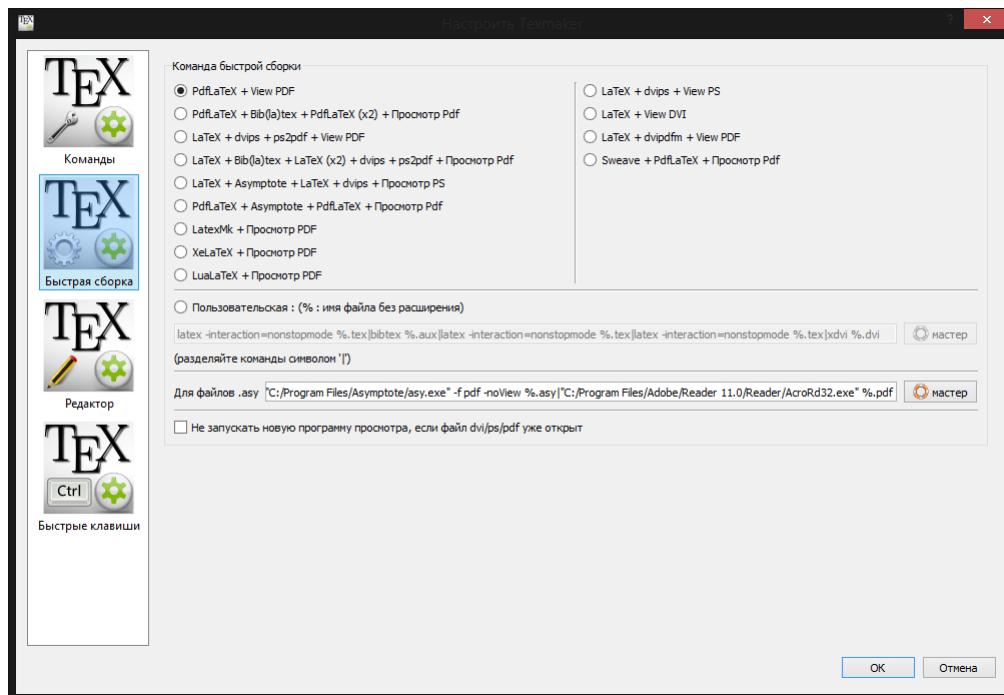 Настроить Texmaker
?
TEX
Команды
TEX
Быстрая сборка
TEX
Редактор
TEX
Ctrl
Быстрые клавиши
Команда быстрой сборки
PdfLaTeX + View PDF
PdfLaTeX + Bib(la)tex + PdfLaTeX (x2) + Просмотр Pdf
LaTeX + dvips + ps2pdf + View PDF
LaTeX + Bib(la)tex + LaTeX (x2) + dvips + ps2pdf + Просмотр Pdf
LaTeX + Asymptote + LaTeX + dvips + Просмотр PS
PdfLaTeX + Asymptote + PdfLaTeX + Просмотр Pdf
LatexMk + Просмотр PDF
XeLaTeX + Просмотр PDF
LuaLaTeX + Просмотр PDF
LaTeX + dvips + View PS
LaTeX + View DVI
LaTeX + dvipdfm + View PDF
Sweave + PdfLaTeX + Просмотр Pdf
Пользовательская : (% : имя файла без расширения)
latex -interaction=nonstopmode %.tex|bibtex %.aux|latex -interaction=nonstopmode %.tex|latex -interaction=nonstopmode %.tex|xdvi %.dvi
мастер
(разделяйте команды символом '|')
Для файлов .asy "C:/Program Files/Asymptote/asy.exe" -f pdf -noView %.asy|"C:/Program Files/Adobe/Reader 11.0/Reader/AcroRd32.exe" %.pdf мастер
Не запускать новую программу просмотра, если файл dvi/ps/pdf уже открыт
OK Отмена